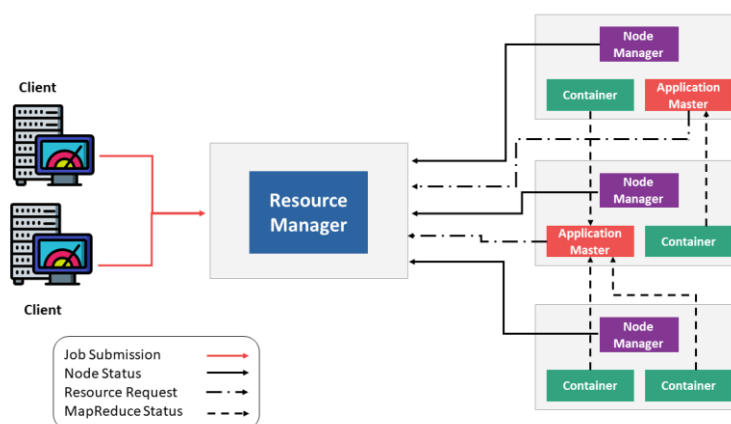 Client
Client
Resource
Manager
Node
Manager
Container
Application
Master
Node
Manager
Application
Master
Container
Node
Manager
Container
Container
Job Submission
Node Status
Resource Request
MapReduce Status